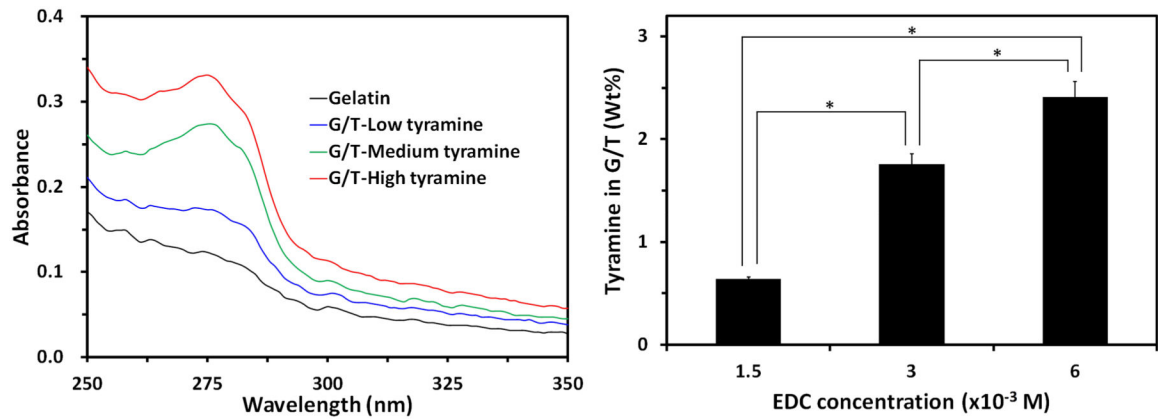 0.4
0.3
0.2
0.1
0.0
Absorbance
Gelatin
G/T-Low tyramine
G/T-Medium tyramine
G/T-High tyramine
250 275 300 325 350
Wavelength (nm)
3
2
1
0
Tyramine in G/T (Wt%)
*
*
*
1.5 3 6
EDC concentration (x10⁻³ M)